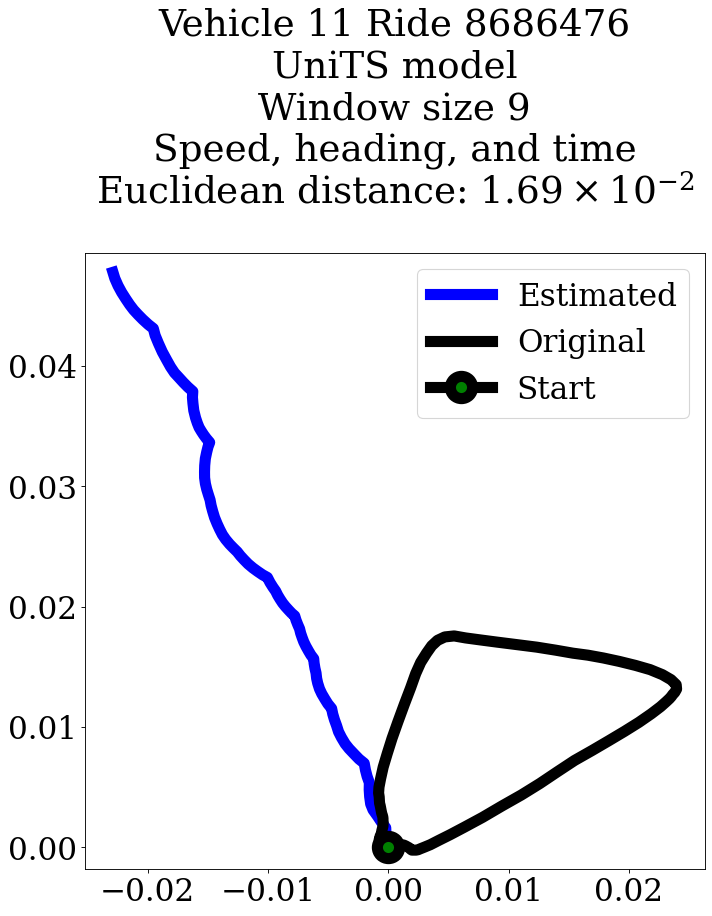 Vehicle 11 Ride 8686476
UniTS model
Window size 9
Speed, heading, and time
Euclidean distance: 1.69 × 10⁻²
Estimated
Original
Start
0.04
0.03
0.02
0.01
0.00
−0.02 −0.01 0.00 0.01 0.02